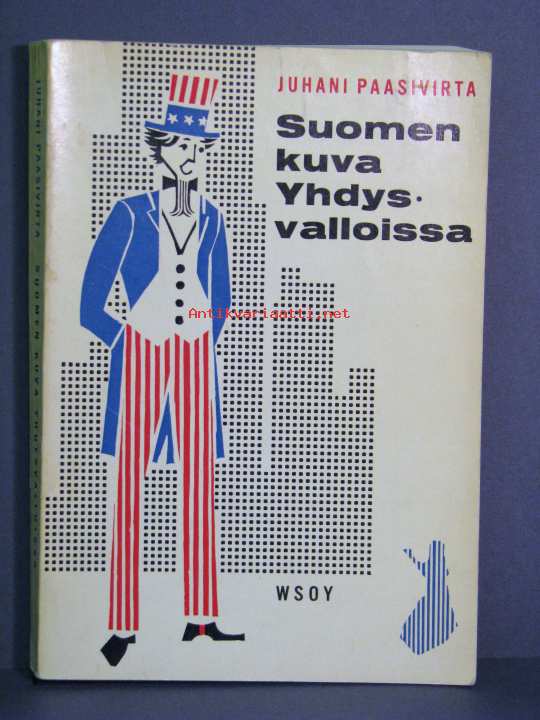 JUHANI PAASIVIRTA
Suomen
kuva
Yhdys-
valloissa
Antikvariaatti.net
WSOY
JUHANI PAASIVIRTA SUOMEN KUVA YHDYSVALLOISSA